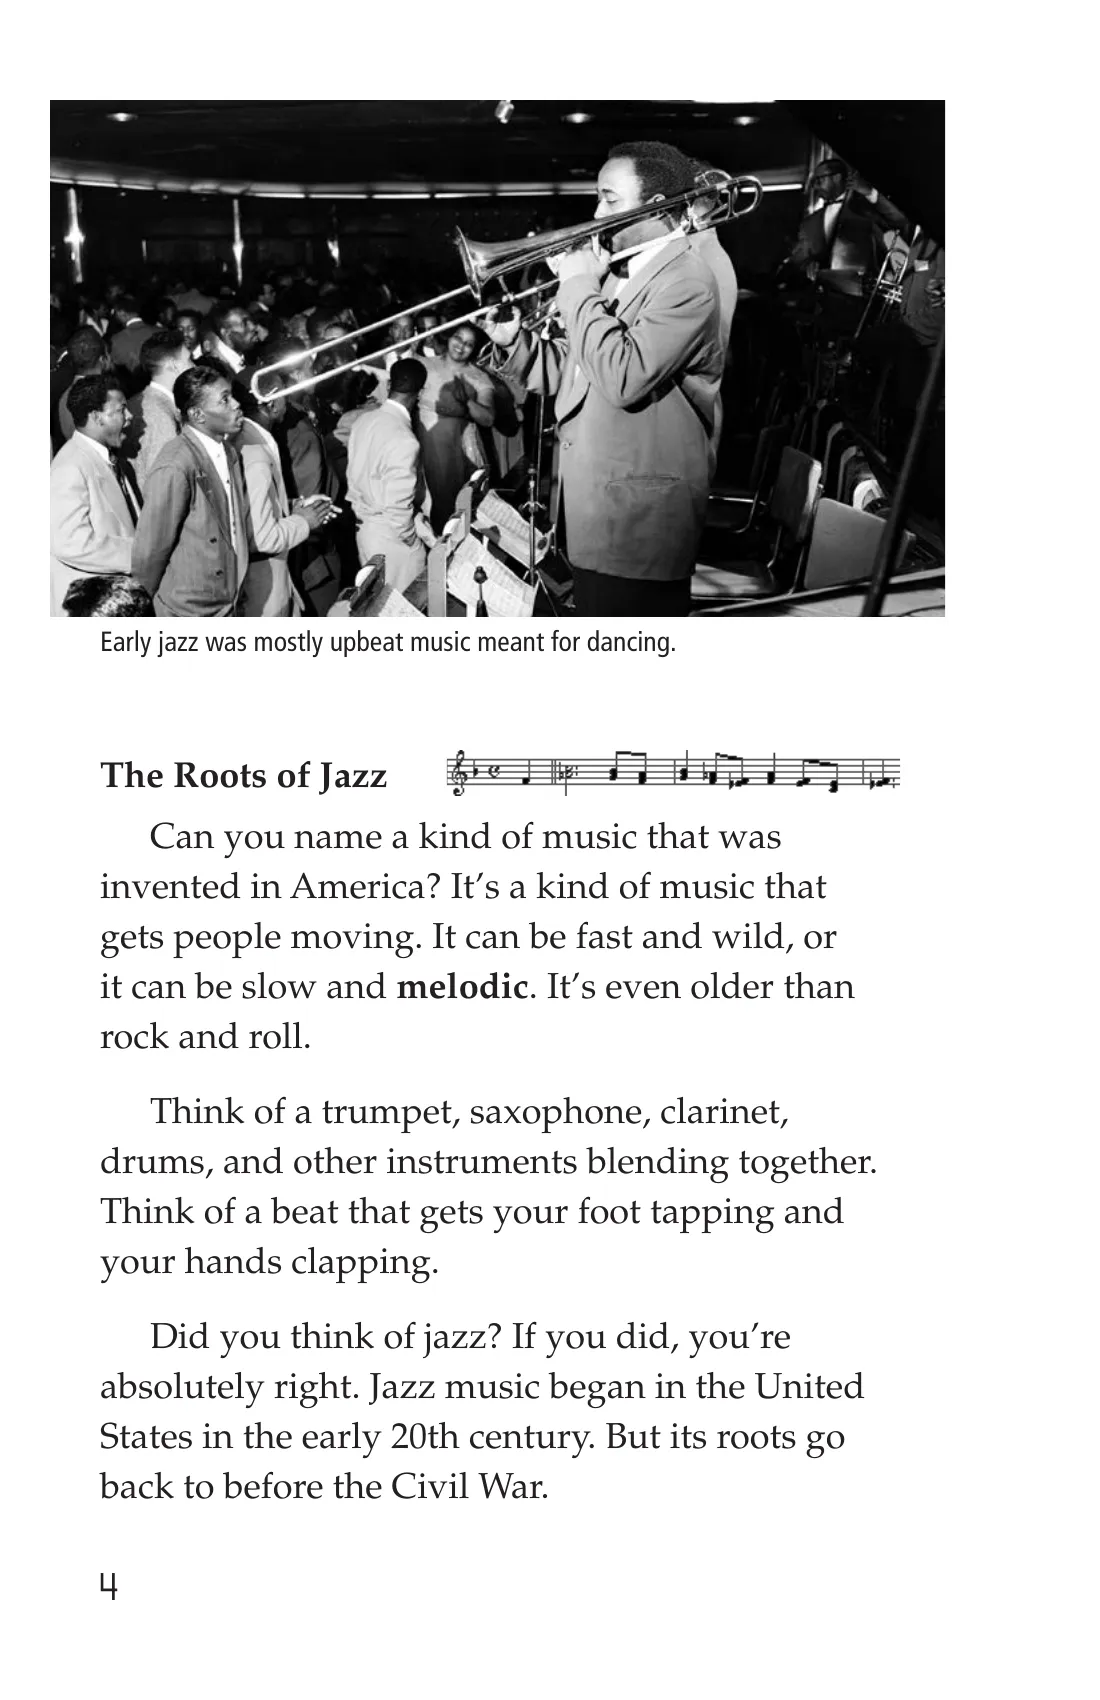 Early jazz was mostly upbeat music meant for dancing.
The Roots of Jazz
Can you name a kind of music that was
invented in America? It’s a kind of music that
gets people moving. It can be fast and wild, or
it can be slow and melodic. It’s even older than
rock and roll.
Think of a trumpet, saxophone, clarinet,
drums, and other instruments blending together.
Think of a beat that gets your foot tapping and
your hands clapping.
Did you think of jazz? If you did, you’re
absolutely right. Jazz music began in the United
States in the early 20th century. But its roots go
back to before the Civil War.
4